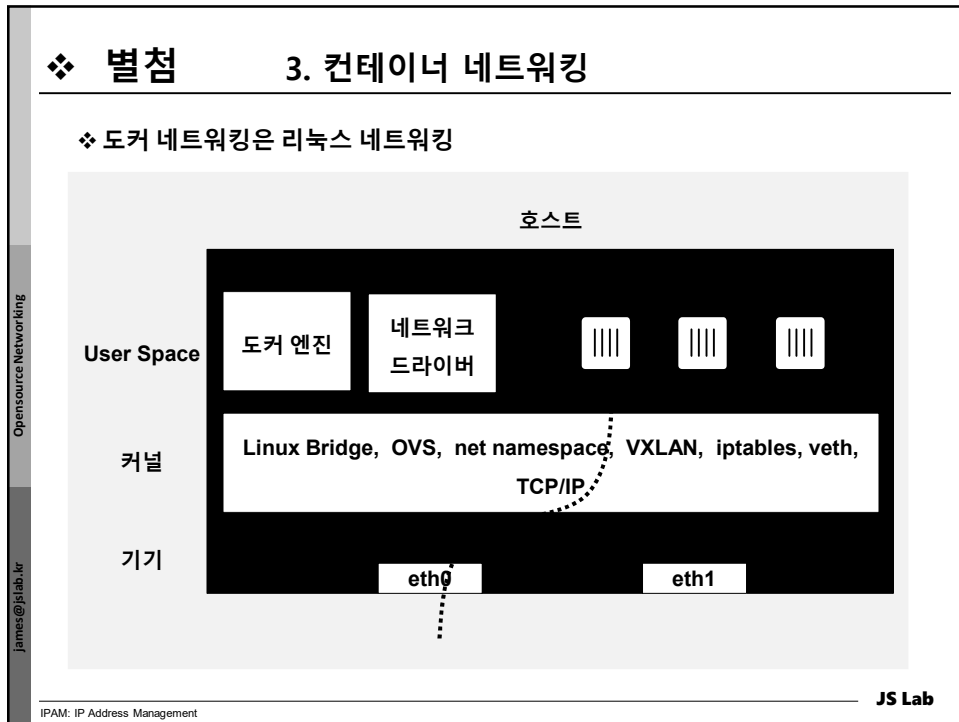 ❖ 별첨 3. 컨테이너 네트워킹
❖ 도커 네트워킹은 리눅스 네트워킹
호스트
User Space
도커 엔진
네트워크
드라이버
커널
Linux Bridge, OVS, net namespace, VXLAN, iptables, veth,
TCP/IP
기기
eth0
eth1
Opensource Networking
james@jslab.kr
IPAM: IP Address Management
JS Lab